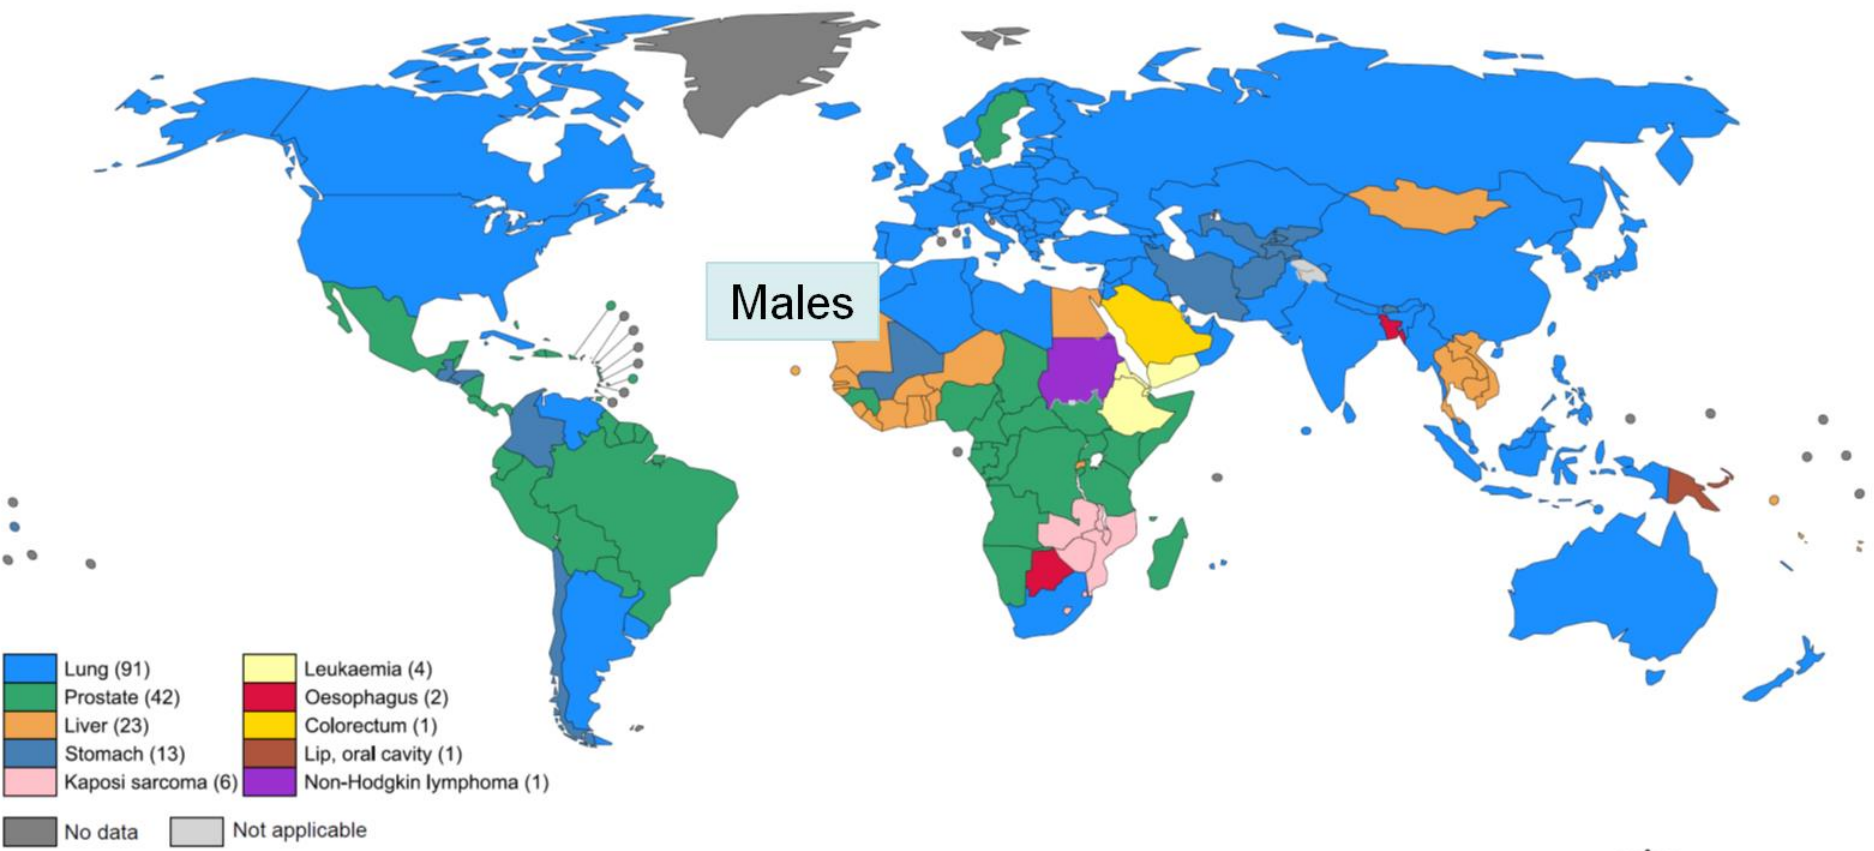 Males
Lung (91)
Prostate (42)
Liver (23)
Stomach (13)
Kaposi sarcoma (6)
Leukaemia (4)
Oesophagus (2)
Colorectum (1)
Lip, oral cavity (1)
Non-Hodgkin lymphoma (1)
No data
Not applicable